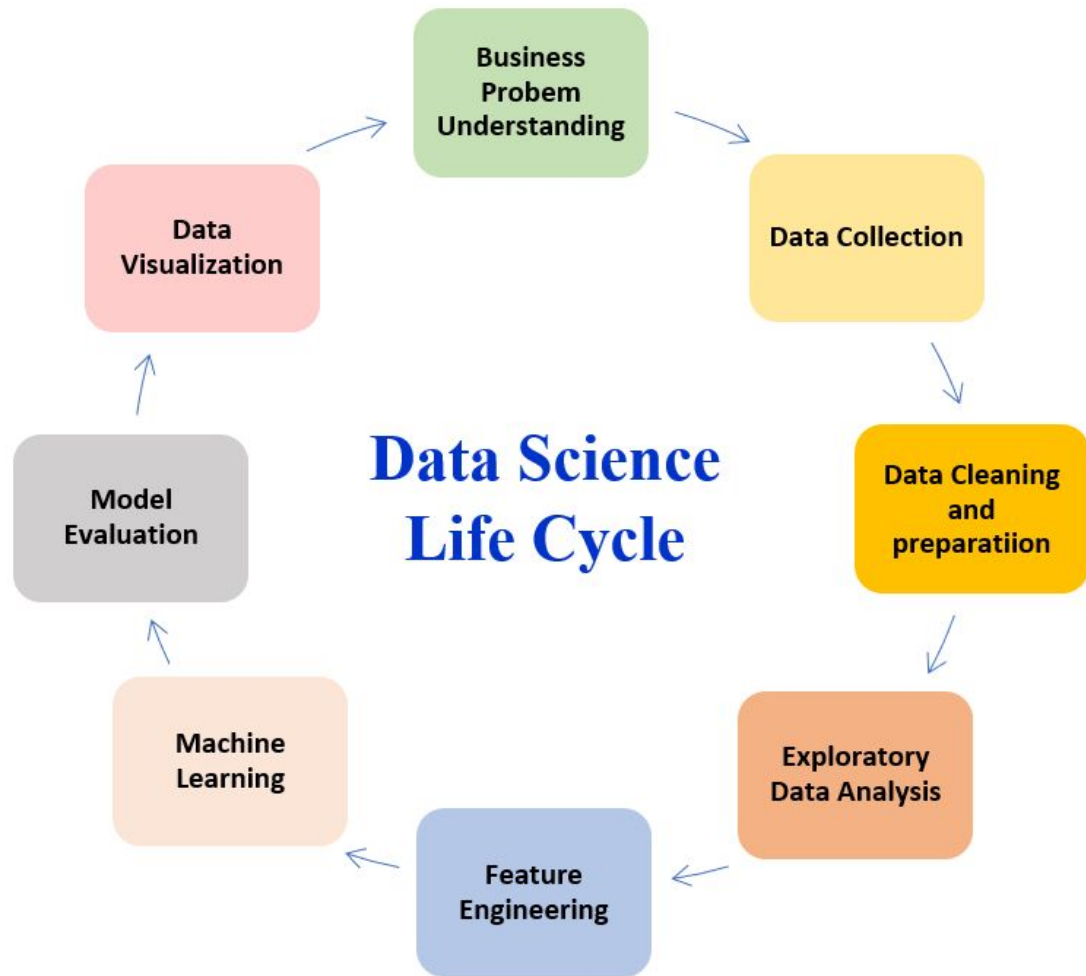 Business
Probem
Understanding
Data Collection
Data Cleaning
and
preparatiion
Exploratory
Data Analysis
Feature
Engineering
Machine
Learning
Model
Evaluation
Data
Visualization
Data Science
Life Cycle